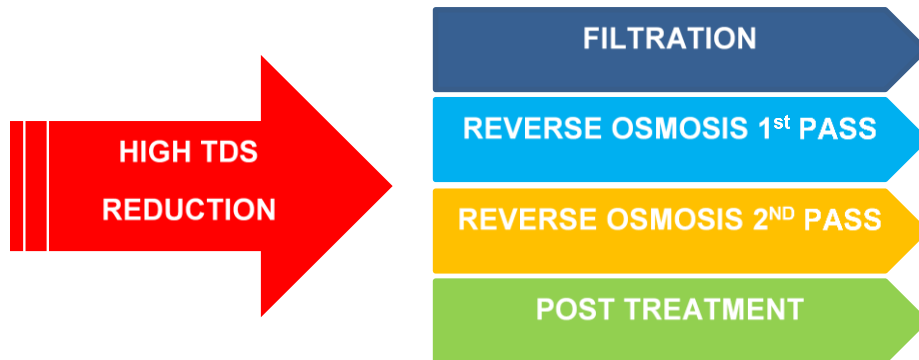 HIGH TDS
REDUCTION
FILTRATION
REVERSE OSMOSIS 1st PASS
REVERSE OSMOSIS 2ND PASS
POST TREATMENT